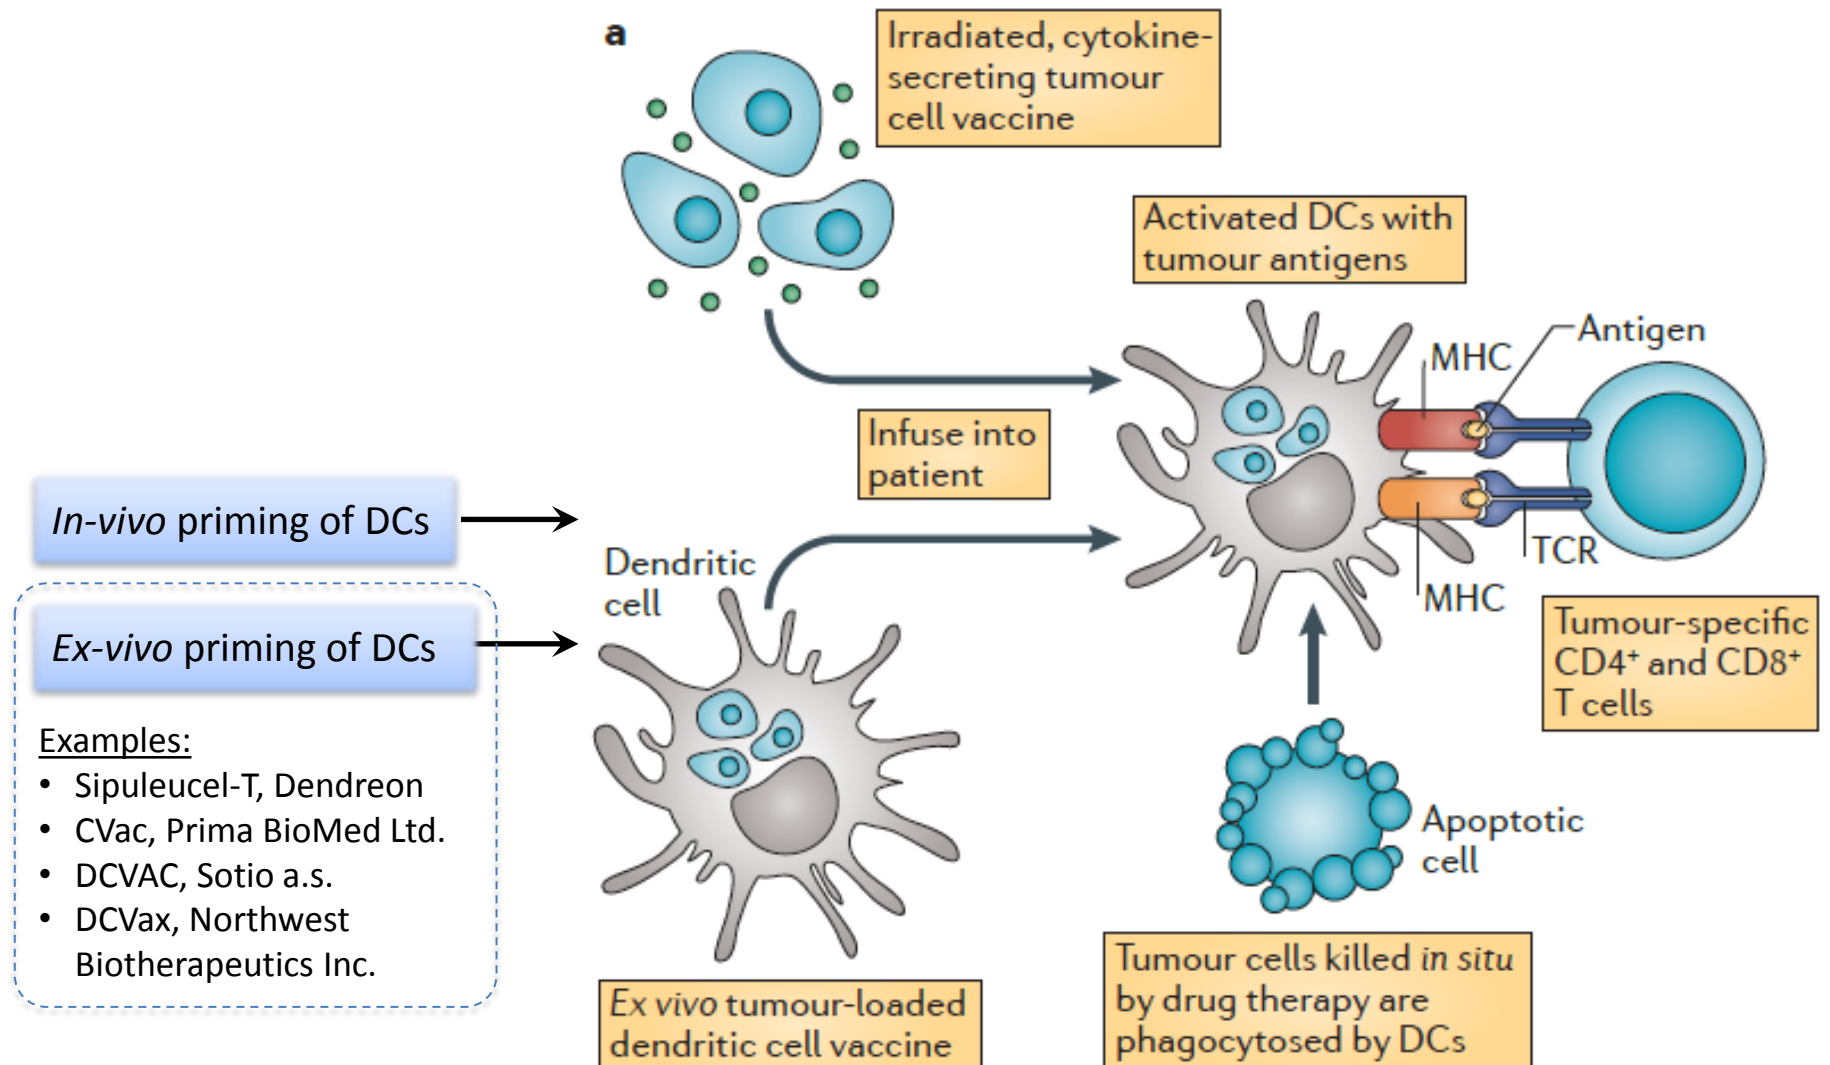 a
Irradiated, cytokine-
secreting tumour
cell vaccine
Activated DCs with
tumour antigens
Antigen
MHC
Infuse into
patient
In-vivo priming of DCs
Dendritic
cell
TCR
MHC
Ex-vivo priming of DCs
Tumour-specific
CD4⁺ and CD8⁺
T cells
Examples:
• Sipuleucel-T, Dendreon
• CVac, Prima BioMed Ltd.
• DCVAC, Sotio a.s.
• DCVax, Northwest
Biotherapeutics Inc.
Apoptotic
cell
Ex vivo tumour-loaded
dendritic cell vaccine
Tumour cells killed in situ
by drug therapy are
phagocytosed by DCs